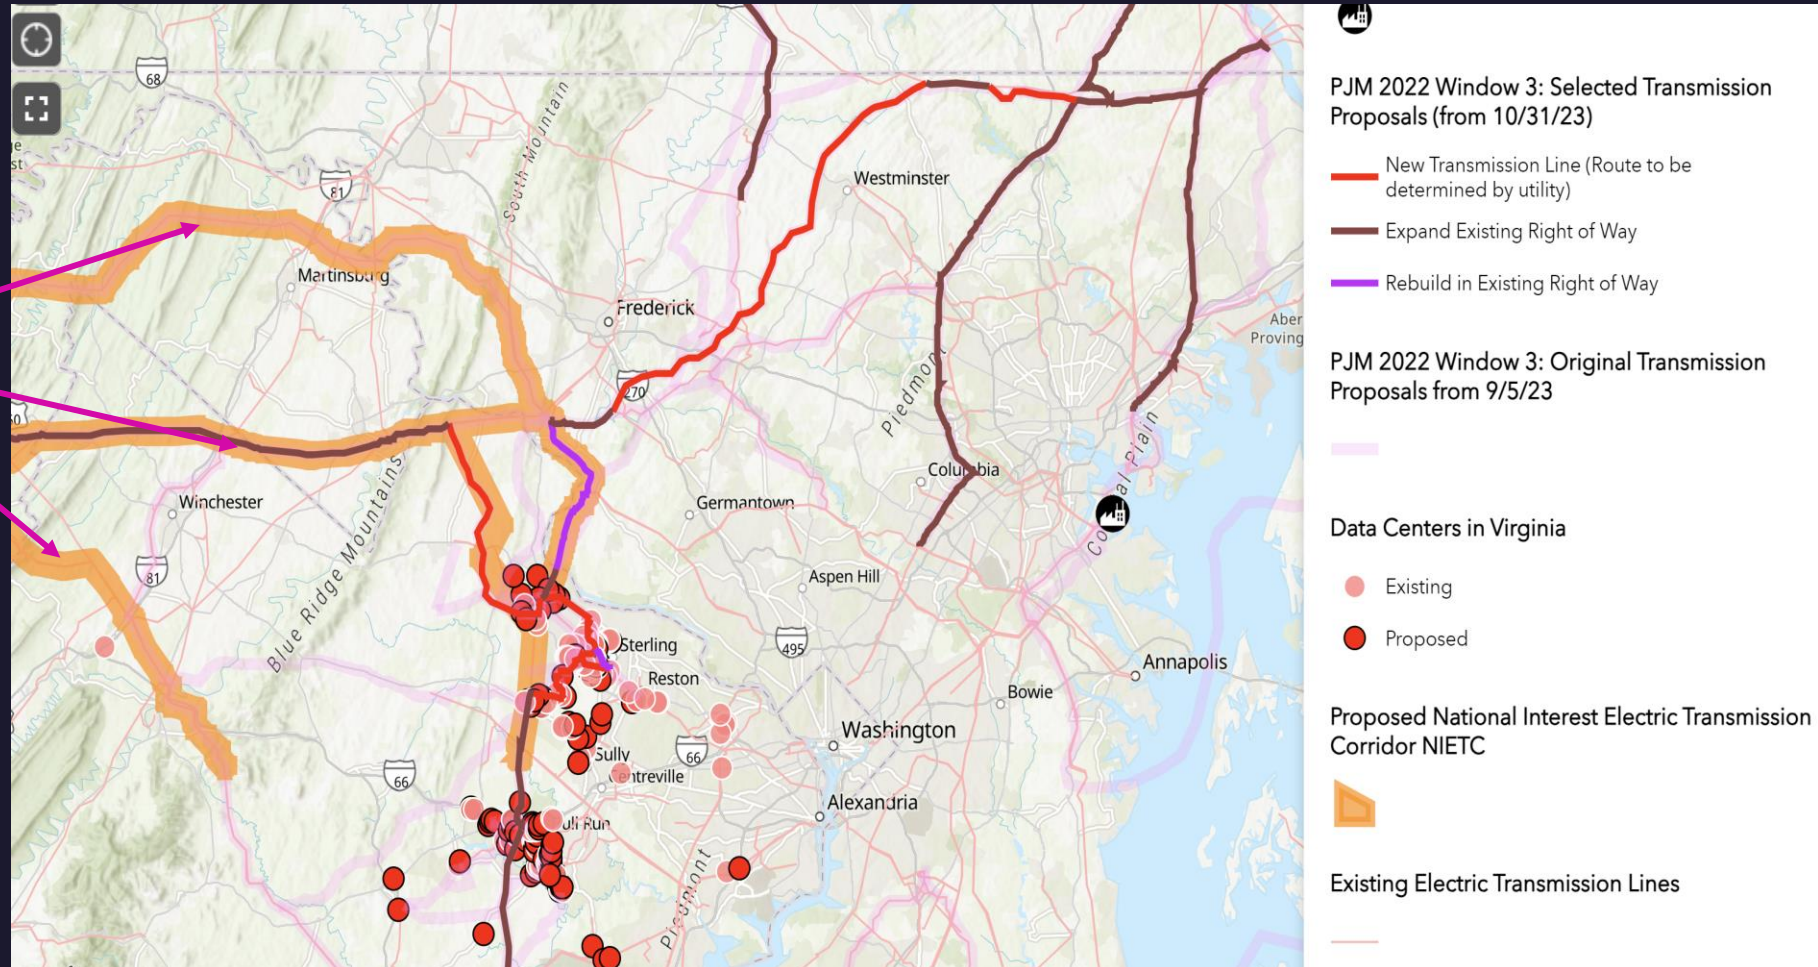 68
81
South Mountain
Westminster
Martinsburg
Frederick
Aber
Proving
270
Piedmont
Columbia
Coastal Plain
Winchester
Germantown
81
Blue Ridge Mountains
Aspen Hill
Sterling
495
Annapolis
Reston
Bowie
Washington
Sully
66
66
Centreville
Alexandria
Bull Run
Piedmont
PJM 2022 Window 3: Selected Transmission
Proposals (from 10/31/23)
New Transmission Line (Route to be
determined by utility)
Expand Existing Right of Way
Rebuild in Existing Right of Way
PJM 2022 Window 3: Original Transmission
Proposals from 9/5/23
Data Centers in Virginia
Existing
Proposed
Proposed National Interest Electric Transmission
Corridor NIETC
Existing Electric Transmission Lines